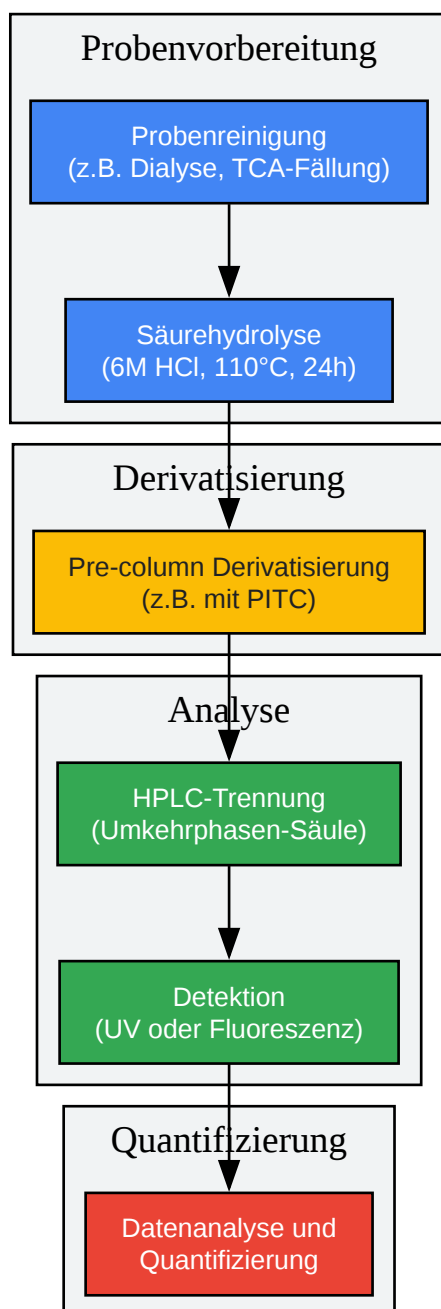 Probenvorbereitung
Probenreinigung
(z.B. Dialyse, TCA-Fällung)
Säurehydrolyse
(6M HCl, 110°C, 24h)
Derivatisierung
Pre-column Derivatisierung
(z.B. mit PITC)
Analyse
HPLC-Trennung
(Umkehrphasen-Säule)
Detektion
(UV oder Fluoreszenz)
Quantifizierung
Datenanalyse und
Quantifizierung